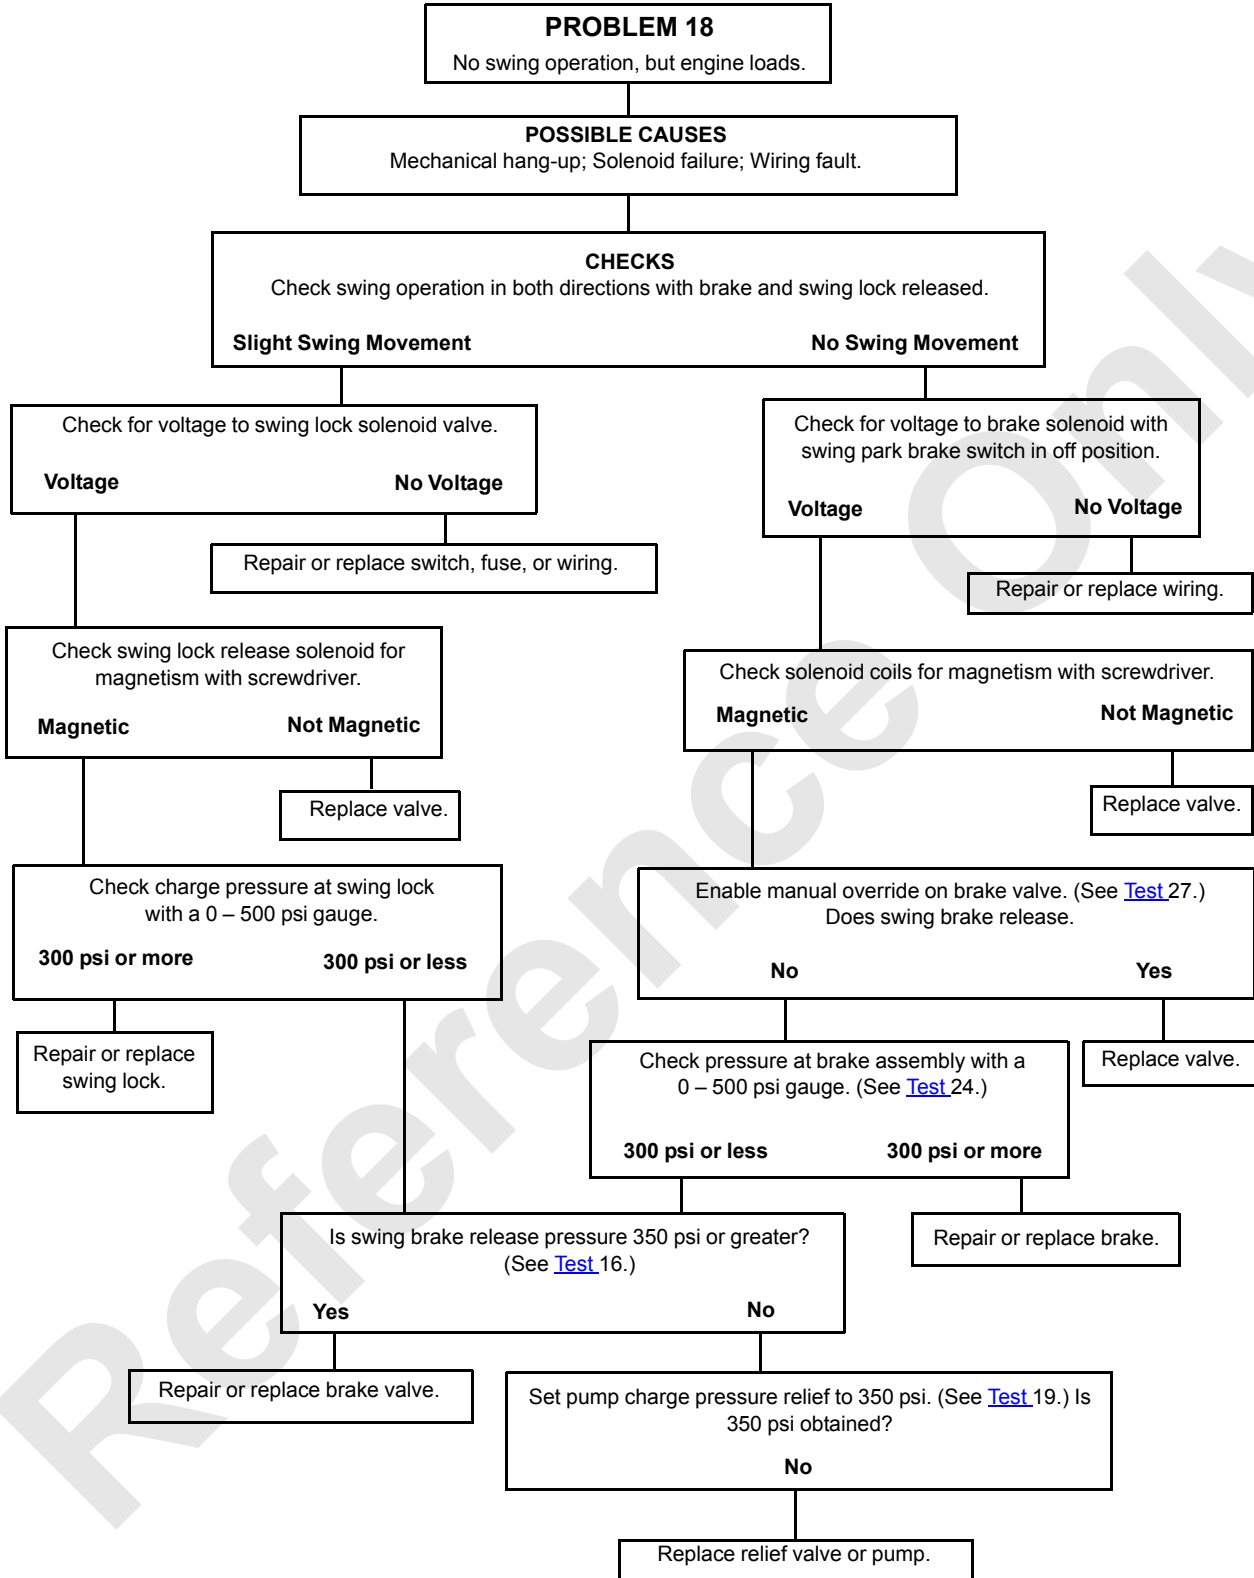 PROBLEM 18
No swing operation, but engine loads.
POSSIBLE CAUSES
Mechanical hang-up; Solenoid failure; Wiring fault.
CHECKS
Check swing operation in both directions with brake and swing lock released.
Slight Swing Movement
No Swing Movement
Check for voltage to swing lock solenoid valve.
Voltage
No Voltage
Repair or replace switch, fuse, or wiring.
Check swing lock release solenoid for
magnetism with screwdriver.
Magnetic
Not Magnetic
Replace valve.
Check charge pressure at swing lock
with a 0 – 500 psi gauge.
300 psi or more
300 psi or less
Repair or replace
swing lock.
Check for voltage to brake solenoid with
swing park brake switch in off position.
Voltage
No Voltage
Repair or replace wiring.
Check solenoid coils for magnetism with screwdriver.
Magnetic
Not Magnetic
Replace valve.
Enable manual override on brake valve. (See Test 27.)
Does swing brake release.
No
Yes
Replace valve.
Check pressure at brake assembly with a
0 – 500 psi gauge. (See Test 24.)
300 psi or less
300 psi or more
Repair or replace brake.
Is swing brake release pressure 350 psi or greater?
(See Test 16.)
Yes
No
Repair or replace brake valve.
Set pump charge pressure relief to 350 psi. (See Test 19.) Is
350 psi obtained?
No
Replace relief valve or pump.
Reference Only